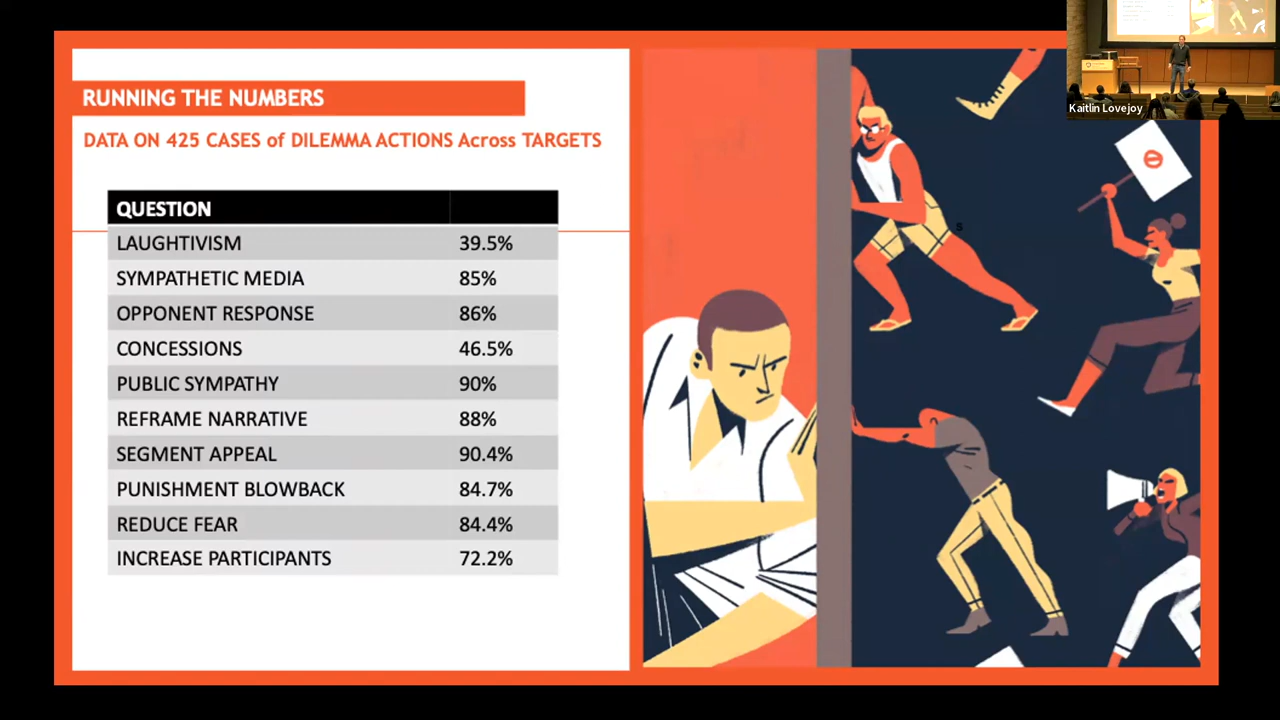 RUNNING THE NUMBERS
DATA ON 425 CASES of DILEMMA ACTIONS Across TARGETS
QUESTION
LAUGHTIVISM 39.5%
SYMPATHETIC MEDIA 85%
OPPONENT RESPONSE 86%
CONCESSIONS 46.5%
PUBLIC SYMPATHY 90%
REFRAME NARRATIVE 88%
SEGMENT APPEAL 90.4%
PUNISHMENT BLOWBACK 84.7%
REDUCE FEAR 84.4%
INCREASE PARTICIPANTS 72.2%
s
Kaitlin Lovejoy